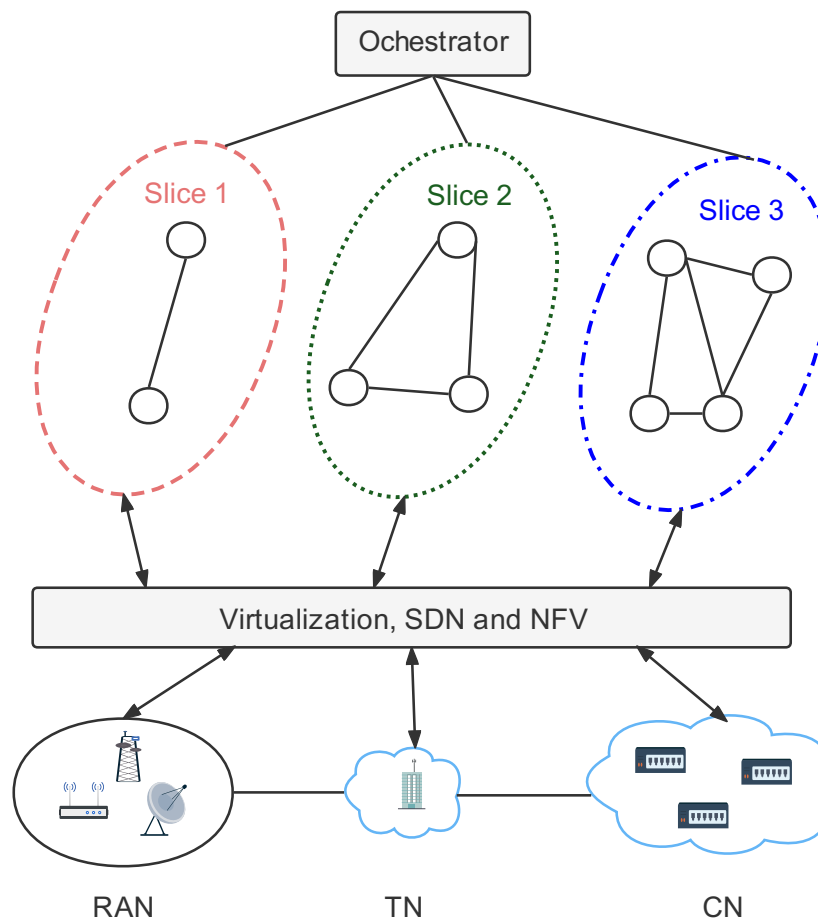 Ochestrator
Slice 1
Slice 2
Slice 3
Virtualization, SDN and NFV
RAN
TN
CN